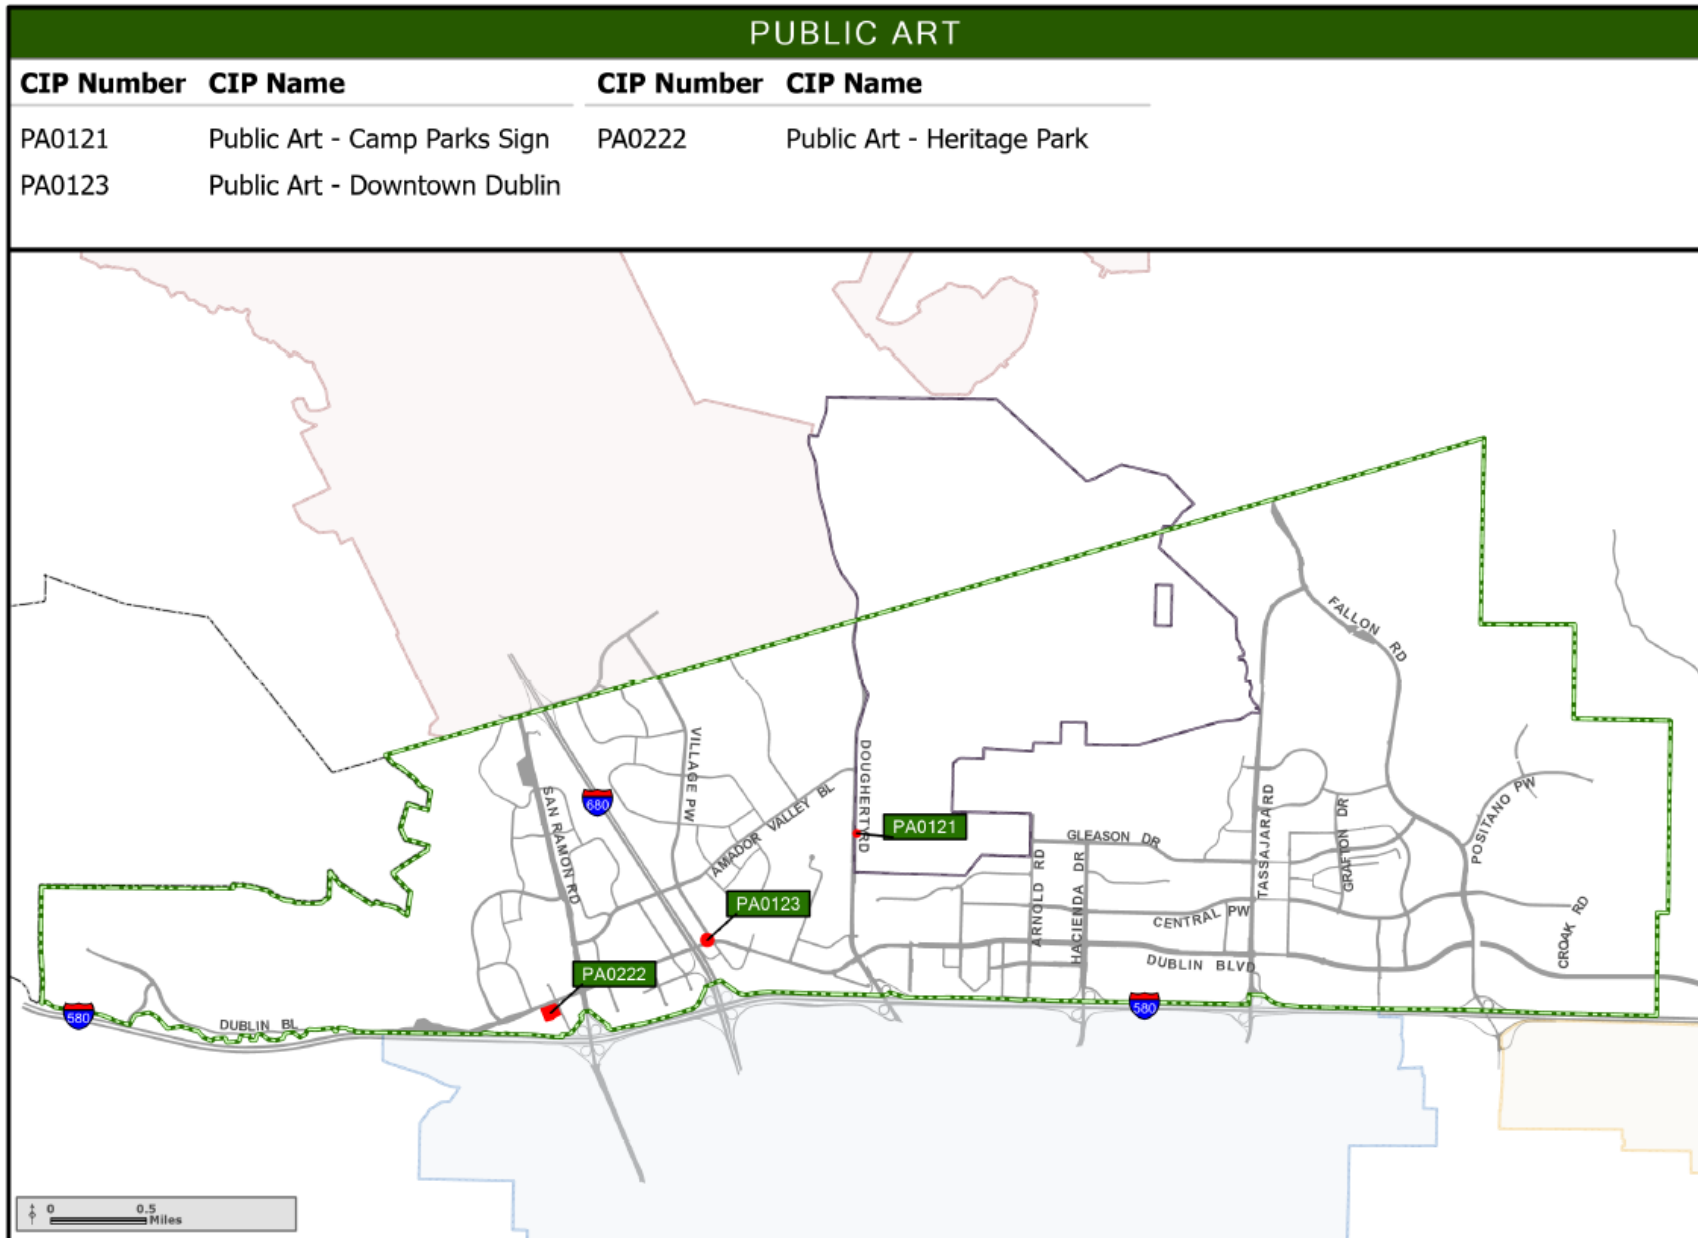 PUBLIC ART
CIP Number CIP Name CIP Number CIP Name
PA0121 Public Art - Camp Parks Sign PA0222 Public Art - Heritage Park
PA0123 Public Art - Downtown Dublin
FALLON RD
VILLAGE PW
DOUGHERTY RD
SAN RAMON RD
680
AMADOR VALLEY BL
TASSAJARA RD
POSITANO PW
GRAFTON DR
PA0121
GLEASON DR
ARNOLD RD
HACIENDA DR
PA0123
CENTRAL PW
CROAK RD
DUBLIN BLVD
PA0222
580
580
DUBLIN BL
0 0.5
Miles